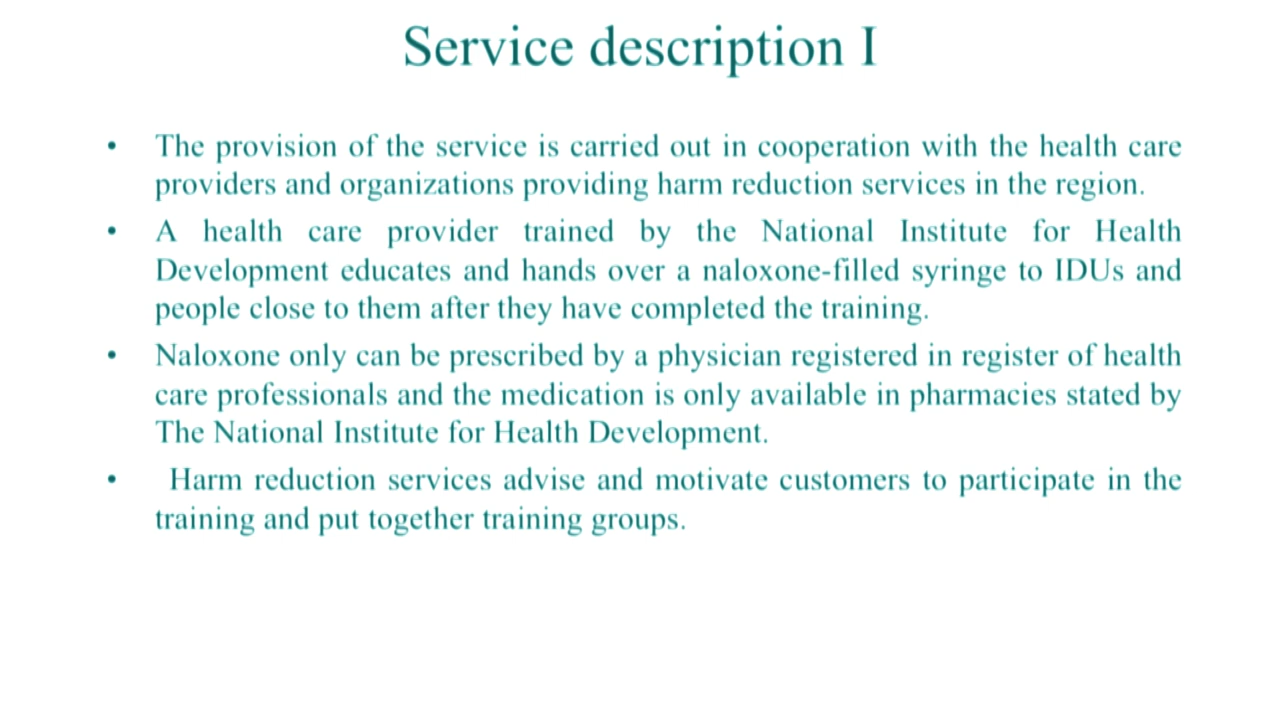 Service description I
• The provision of the service is carried out in cooperation with the health care
providers and organizations providing harm reduction services in the region.
• A health care provider trained by the National Institute for Health
Development educates and hands over a naloxone-filled syringe to IDUs and
people close to them after they have completed the training.
• Naloxone only can be prescribed by a physician registered in register of health
care professionals and the medication is only available in pharmacies stated by
The National Institute for Health Development.
• Harm reduction services advise and motivate customers to participate in the
training and put together training groups.